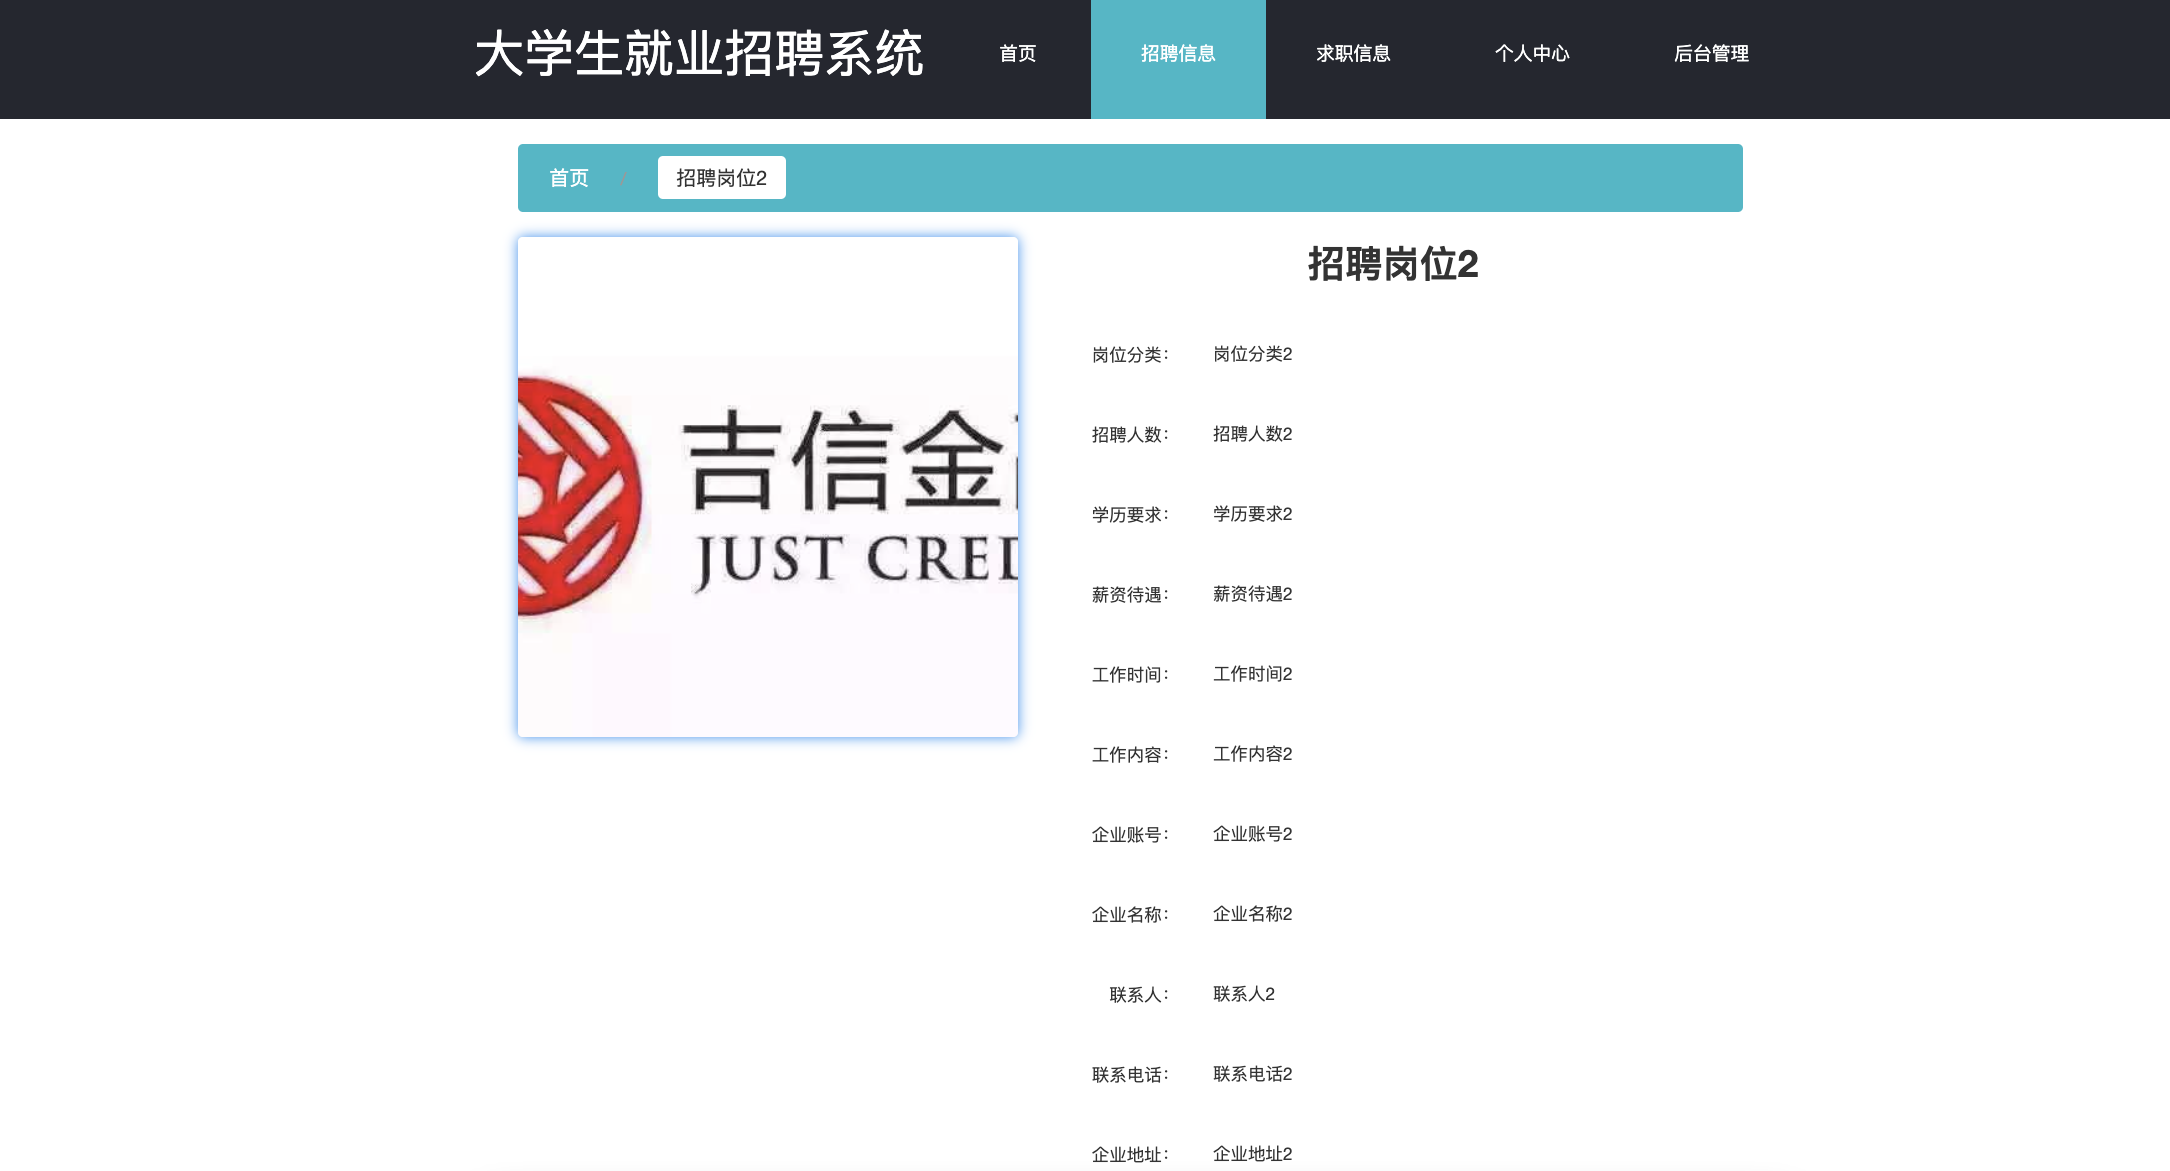 大学生就业招聘系统 首页 招聘信息 求职信息 个人中心 后台管理
首页 / 招聘岗位2
吉信金
JUST CRED
招聘岗位2
岗位分类： 岗位分类2
招聘人数： 招聘人数2
学历要求： 学历要求2
薪资待遇： 薪资待遇2
工作时间： 工作时间2
工作内容： 工作内容2
企业账号： 企业账号2
企业名称： 企业名称2
联系人： 联系人2
联系电话： 联系电话2
企业地址： 企业地址2